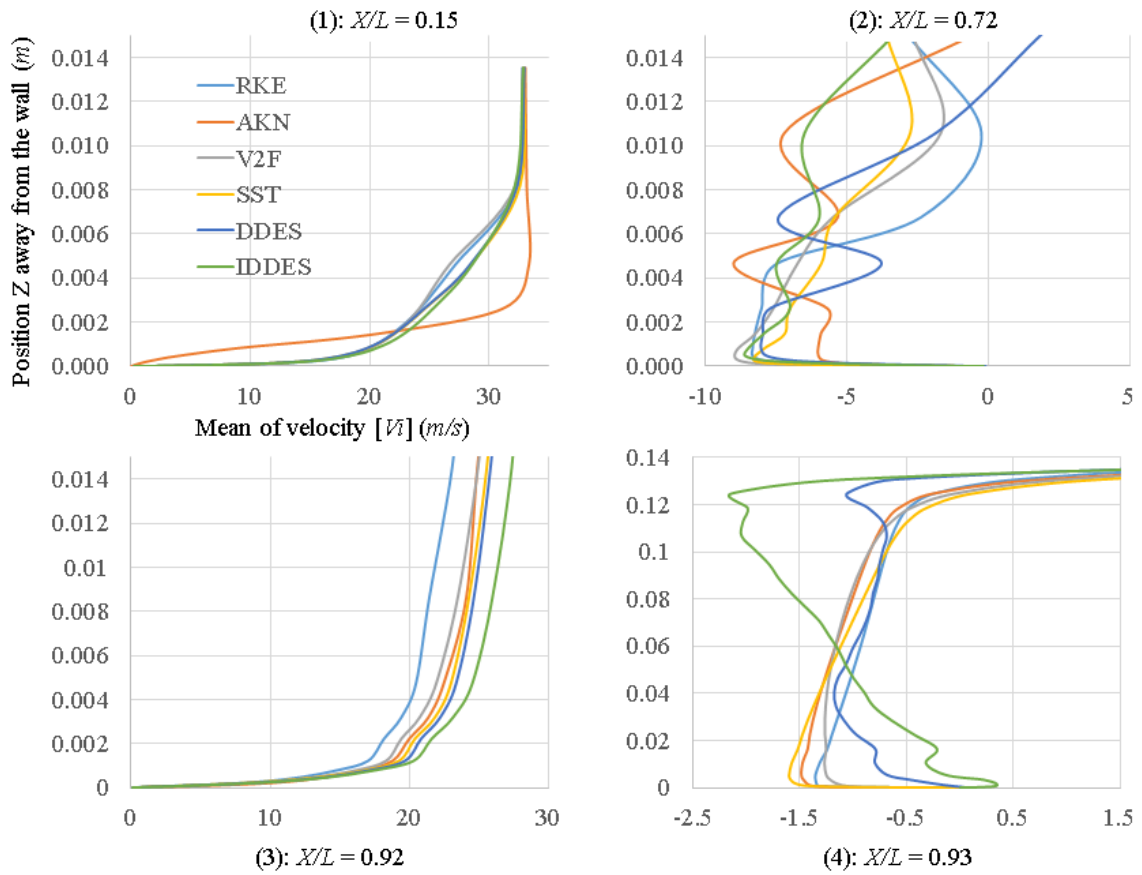 (1): X/L = 0.15
(2): X/L = 0.72
Position Z away from the wall (m)
0.014
0.012
0.010
0.008
0.006
0.004
0.002
0.000
RKE
AKN
V2F
SST
DDES
IDDES
0 10 20 30
0.014
0.012
0.010
0.008
0.006
0.004
0.002
0.000
-10 -5 0 5
Mean of velocity [Vi] (m/s)
0.014
0.012
0.01
0.008
0.006
0.004
0.002
0
0 10 20 30
0.14
0.12
0.1
0.08
0.06
0.04
0.02
0
-2.5 -1.5 -0.5 0.5 1.5
(3): X/L = 0.92
(4): X/L = 0.93